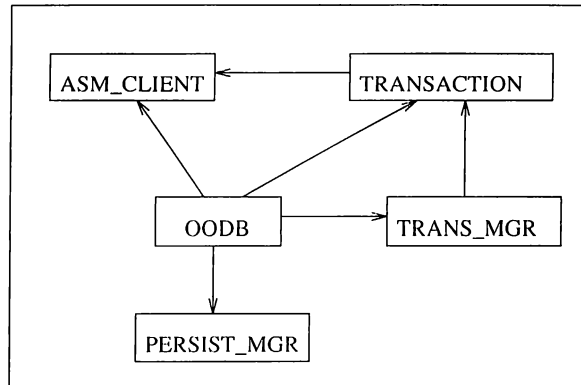 ASM_CLIENT
TRANSACTION
OODB
TRANS_MGR
PERSIST_MGR